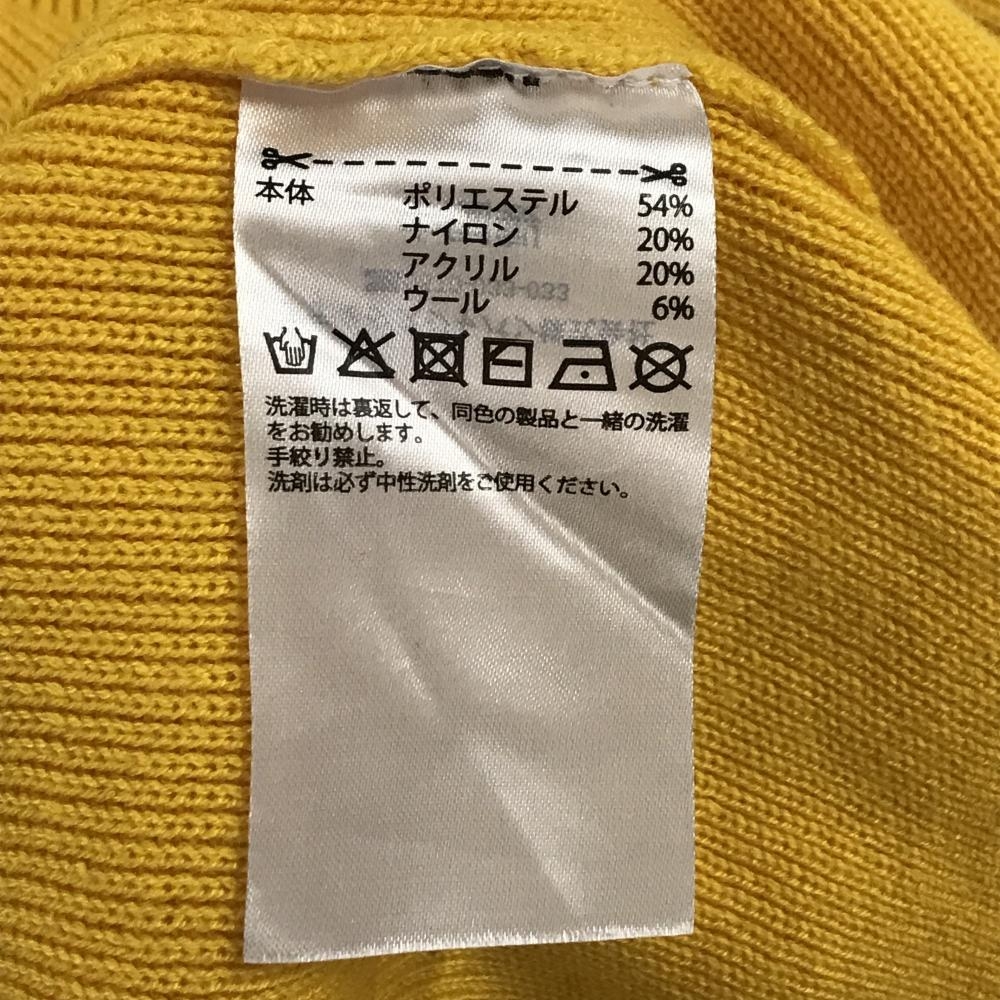 本体 ポリエステル 54%
ナイロン 20%
アクリル 20%
ウール 6%
洗濯時は裏返して、同色の製品と一緒の洗濯
をお勧めします。
手絞り禁止。
洗剤は必ず中性洗剤をご使用ください。